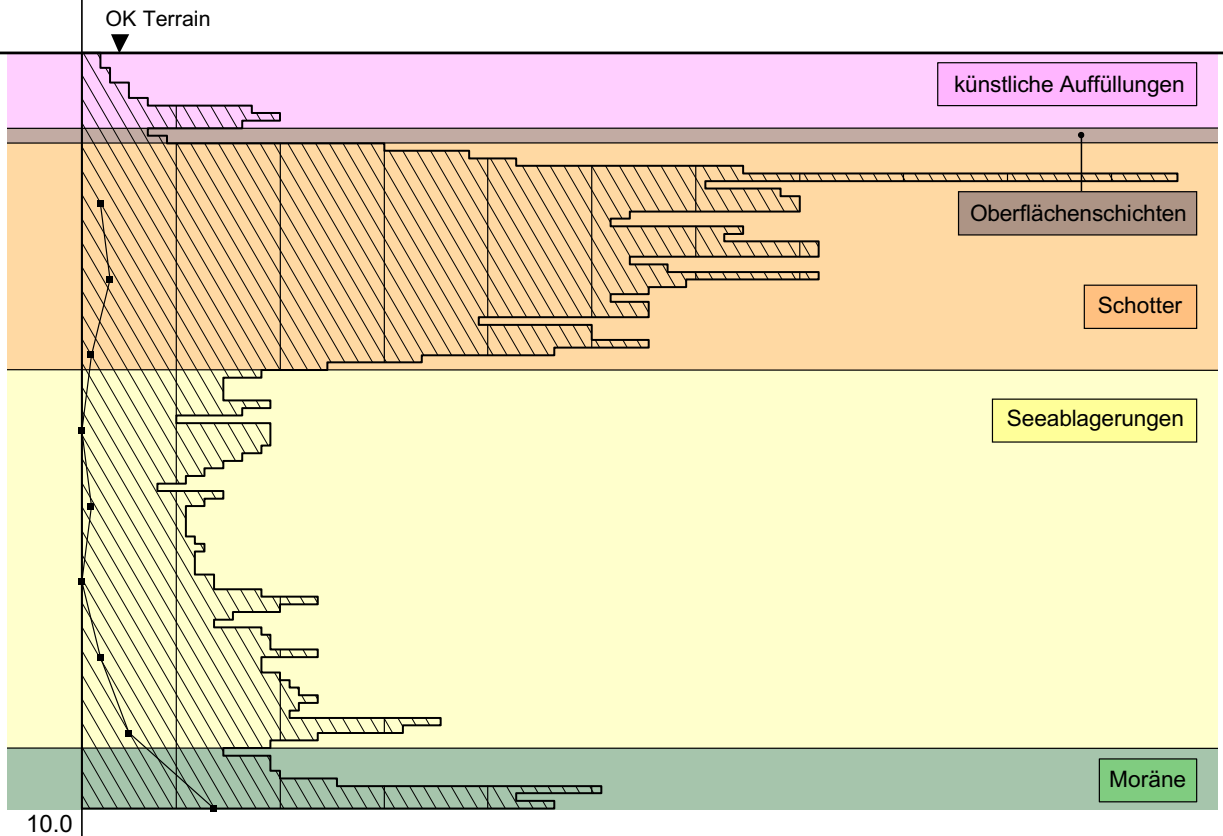 OK Terrain
künstliche Auffüllungen
Oberflächenschichten
Schotter
Seeablagerungen
Moräne
10.0